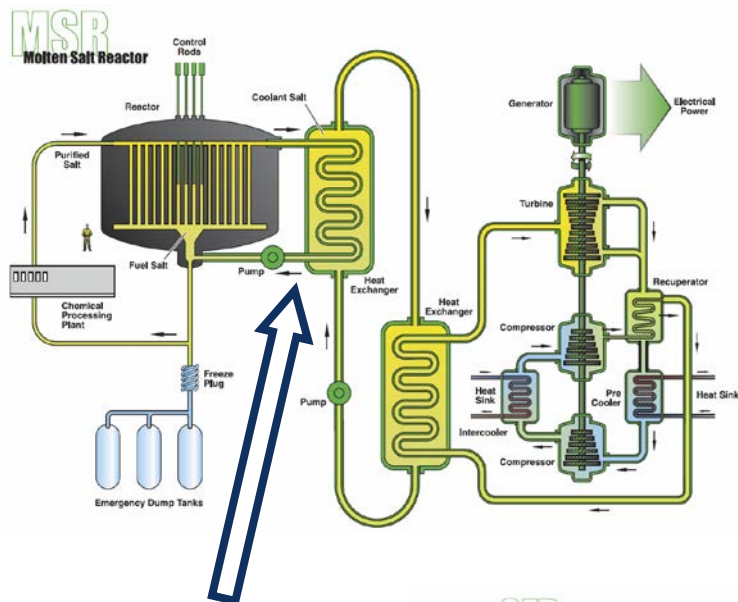 MSR
Molten Salt Reactor
Control
Rods
Reactor
Coolant Salt
Generator
Electrical
Power
Purified
Salt
Turbine
Fuel Salt
Pump
Heat
Exchanger
Heat
Exchanger
Recuperator
Chemical
Processing
Plant
Compressor
Freeze
Plug
Pump
Heat
Sink
Pre
Cooler
Heat Sink
Intercooler
Compressor
Emergency Dump Tanks